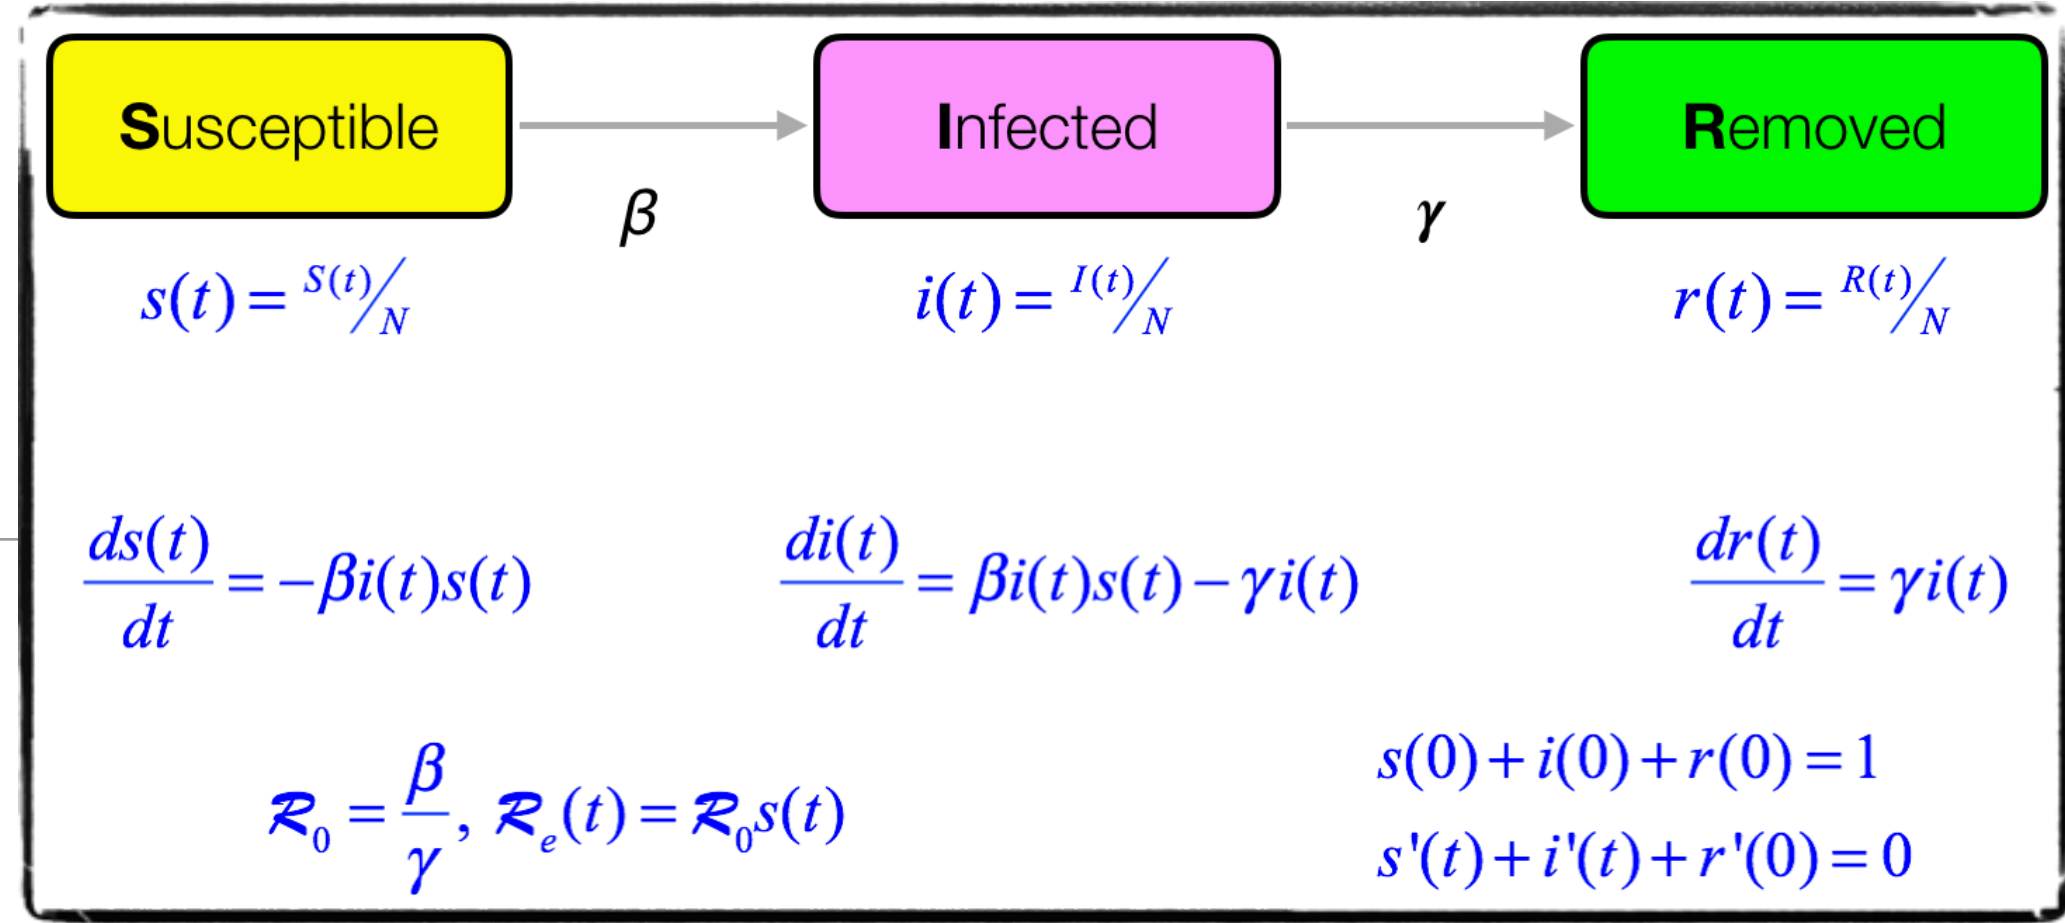 Susceptible
Infected
Removed
β
γ
s(t) = S(t)/N
i(t) = I(t)/N
r(t) = R(t)/N
ds(t)/dt = −βi(t)s(t)
di(t)/dt = βi(t)s(t) − γi(t)
dr(t)/dt = γi(t)
ℛ₀ = β/γ, ℛₑ(t) = ℛ₀s(t)
s(0) + i(0) + r(0) = 1
s'(t) + i'(t) + r'(0) = 0